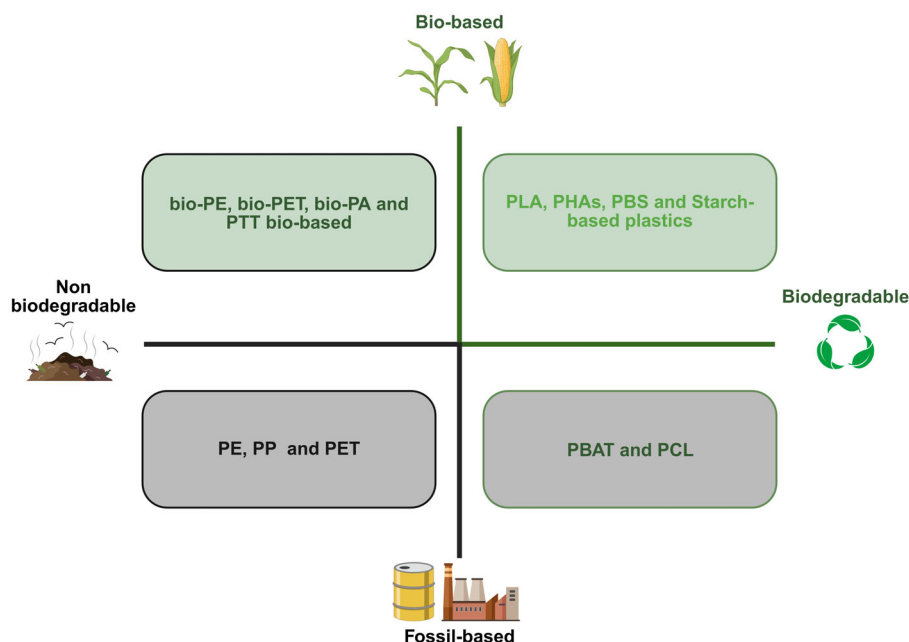 Bio-based
bio-PE, bio-PET, bio-PA and
PTT bio-based
PLA, PHAs, PBS and Starch-
based plastics
Non
biodegradable
Biodegradable
PE, PP and PET
PBAT and PCL
Fossil-based